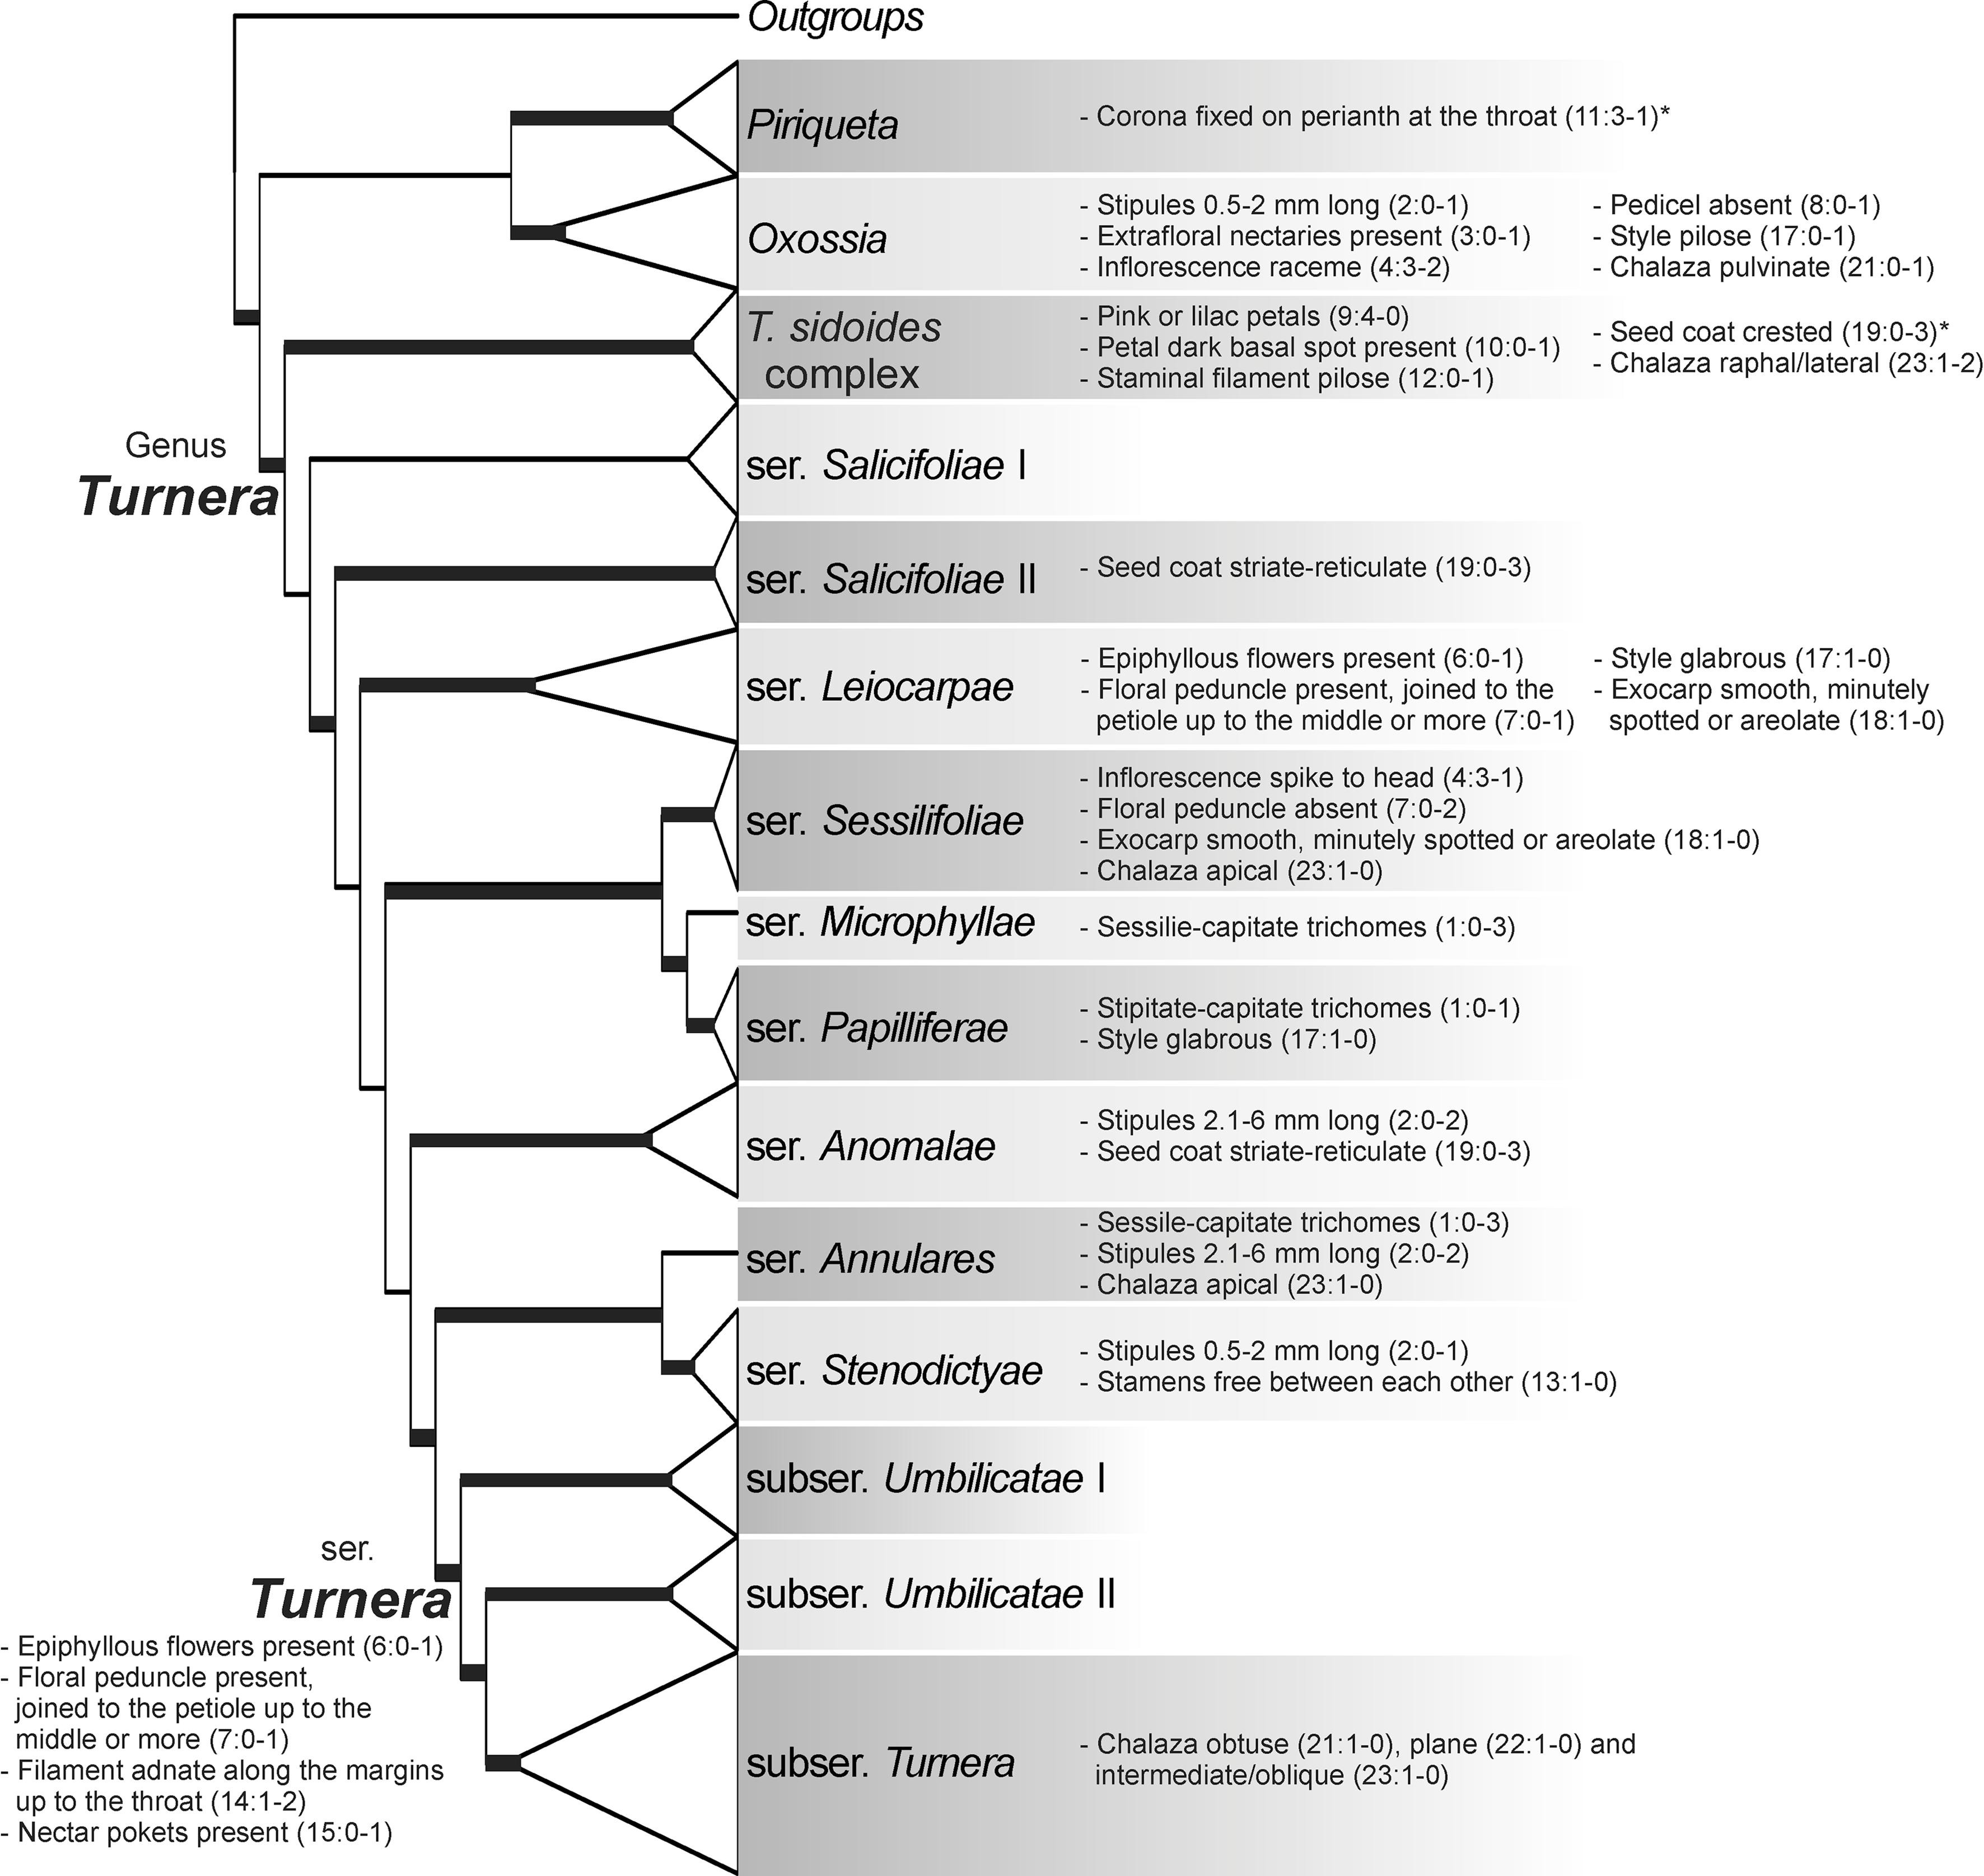 Outgroups
Piriqueta
- Corona fixed on perianth at the throat (11:3-1)*
Oxossia
- Stipules 0.5-2 mm long (2:0-1)
- Extrafloral nectaries present (3:0-1)
- Inflorescence raceme (4:3-2)
- Pedicel absent (8:0-1)
- Style pilose (17:0-1)
- Chalaza pulvinate (21:0-1)
T. sidoides
complex
- Pink or lilac petals (9:4-0)
- Petal dark basal spot present (10:0-1)
- Staminal filament pilose (12:0-1)
- Seed coat crested (19:0-3)*
- Chalaza raphal/lateral (23:1-2)
Genus
Turnera
ser. Salicifoliae I
ser. Salicifoliae II
- Seed coat striate-reticulate (19:0-3)
ser. Leiocarpae
- Epiphyllous flowers present (6:0-1)
- Floral peduncle present, joined to the
petiole up to the middle or more (7:0-1)
- Style glabrous (17:1-0)
- Exocarp smooth, minutely
spotted or areolate (18:1-0)
ser. Sessilifoliae
- Inflorescence spike to head (4:3-1)
- Floral peduncle absent (7:0-2)
- Exocarp smooth, minutely spotted or areolate (18:1-0)
- Chalaza apical (23:1-0)
ser. Microphyllae
- Sessilie-capitate trichomes (1:0-3)
ser. Papilliferae
- Stipitate-capitate trichomes (1:0-1)
- Style glabrous (17:1-0)
ser. Anomalae
- Stipules 2.1-6 mm long (2:0-2)
- Seed coat striate-reticulate (19:0-3)
ser. Annulares
- Sessile-capitate trichomes (1:0-3)
- Stipules 2.1-6 mm long (2:0-2)
- Chalaza apical (23:1-0)
ser. Stenodictyae
- Stipules 0.5-2 mm long (2:0-1)
- Stamens free between each other (13:1-0)
subser. Umbilicatae I
subser. Umbilicatae II
ser.
Turnera
- Epiphyllous flowers present (6:0-1)
- Floral peduncle present,
joined to the petiole up to the
middle or more (7:0-1)
- Filament adnate along the margins
up to the throat (14:1-2)
- Nectar pokets present (15:0-1)
subser. Turnera
- Chalaza obtuse (21:1-0), plane (22:1-0) and
intermediate/oblique (23:1-0)